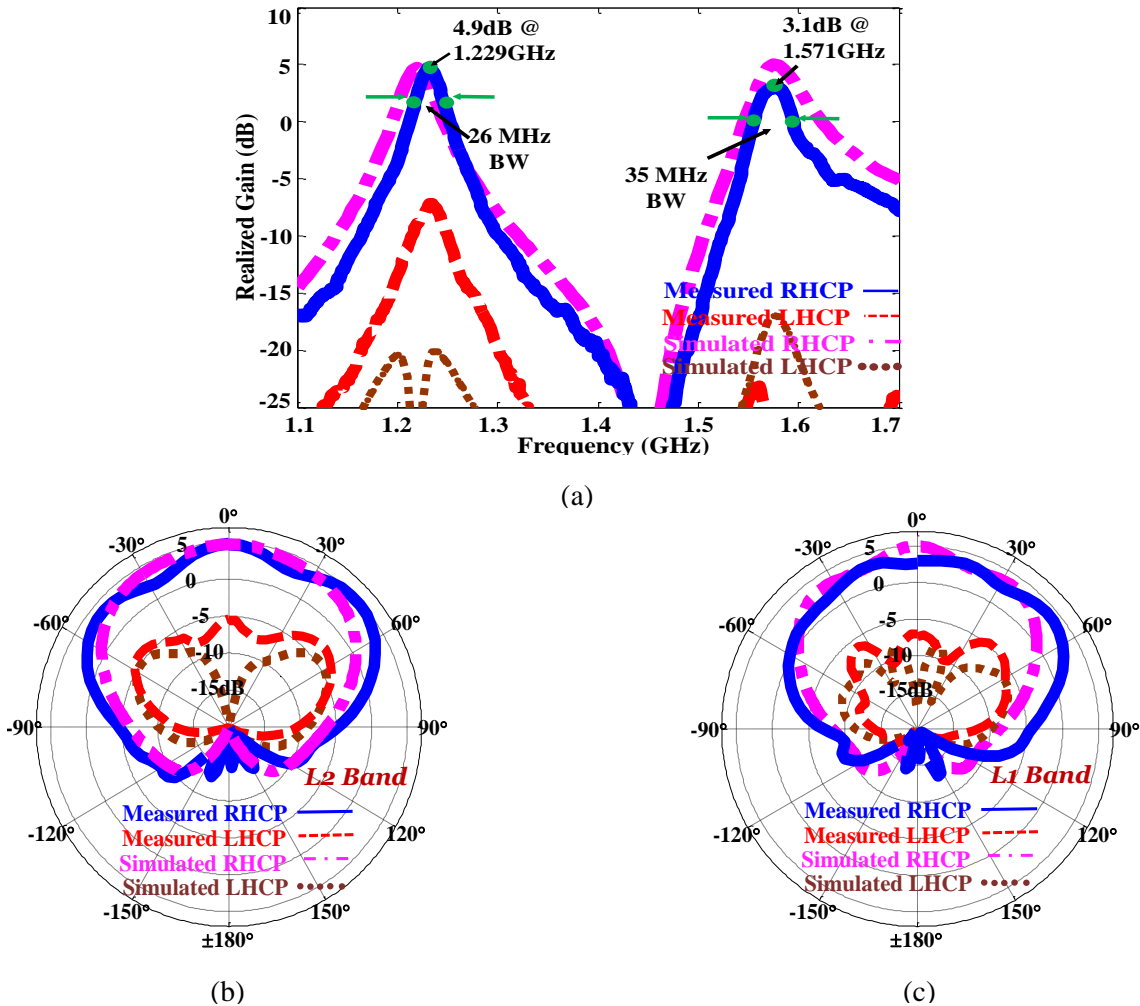 4.9dB @
1.229GHz
3.1dB @
1.571GHz
10
5
0
-5
-10
-15
-20
-25
Realized Gain (dB)
26 MHz
BW
35 MHz
BW
Measured RHCP
Measured LHCP
Simulated RHCP
Simulated LHCP
1.1 1.2 1.3 1.4 1.5 1.6 1.7
Frequency (GHz)
(a)
0°
-30° 30°
-60° 60°
-90° 90°
-120° 120°
-150° 150°
±180°
5
0
-5
-10
-15dB
L2 Band
Measured RHCP
Measured LHCP
Simulated RHCP
Simulated LHCP
(b)
0°
-30° 30°
-60° 60°
-90° 90°
-120° 120°
-150° 150°
±180°
5
0
-5
-10
-15dB
L1 Band
Measured RHCP
Measured LHCP
Simulated RHCP
Simulated LHCP
(c)